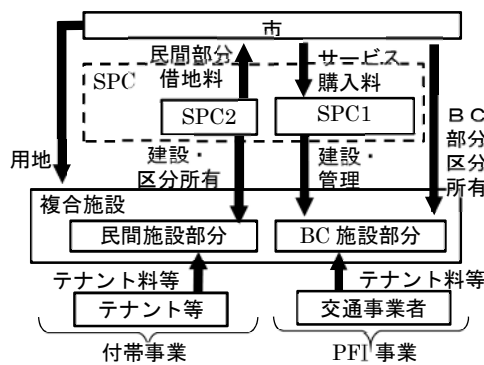 市
民間部分
借地料
サービス
購入料
SPC
SPC2
SPC1
BC
部分
区分
所有
用地
建設・
区分所有
建設・
管理
複合施設
民間施設部分
BC 施設部分
テナント料等
テナント料等
テナント等
交通事業者
付帯事業
PFI 事業